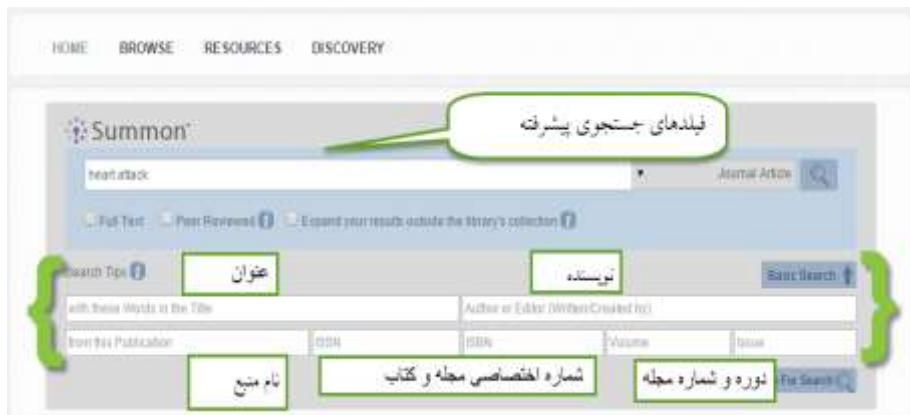 HOME BROWSE RESOURCES DISCOVERY
Summon
فیلدهای جستجوی پیشرفته
heart attack Journal Article
Full Text Peer Reviewed Expand your results outside the library's collection
Search Tips عنوان نویسنده Basic Search
with these Words in the Title Author or Editor (Written/Created by)
from this Publication ISSN ISBN Volume Issue
نام منبع شماره اختصاصی مجله و کتاب دوره و شماره مجله Search